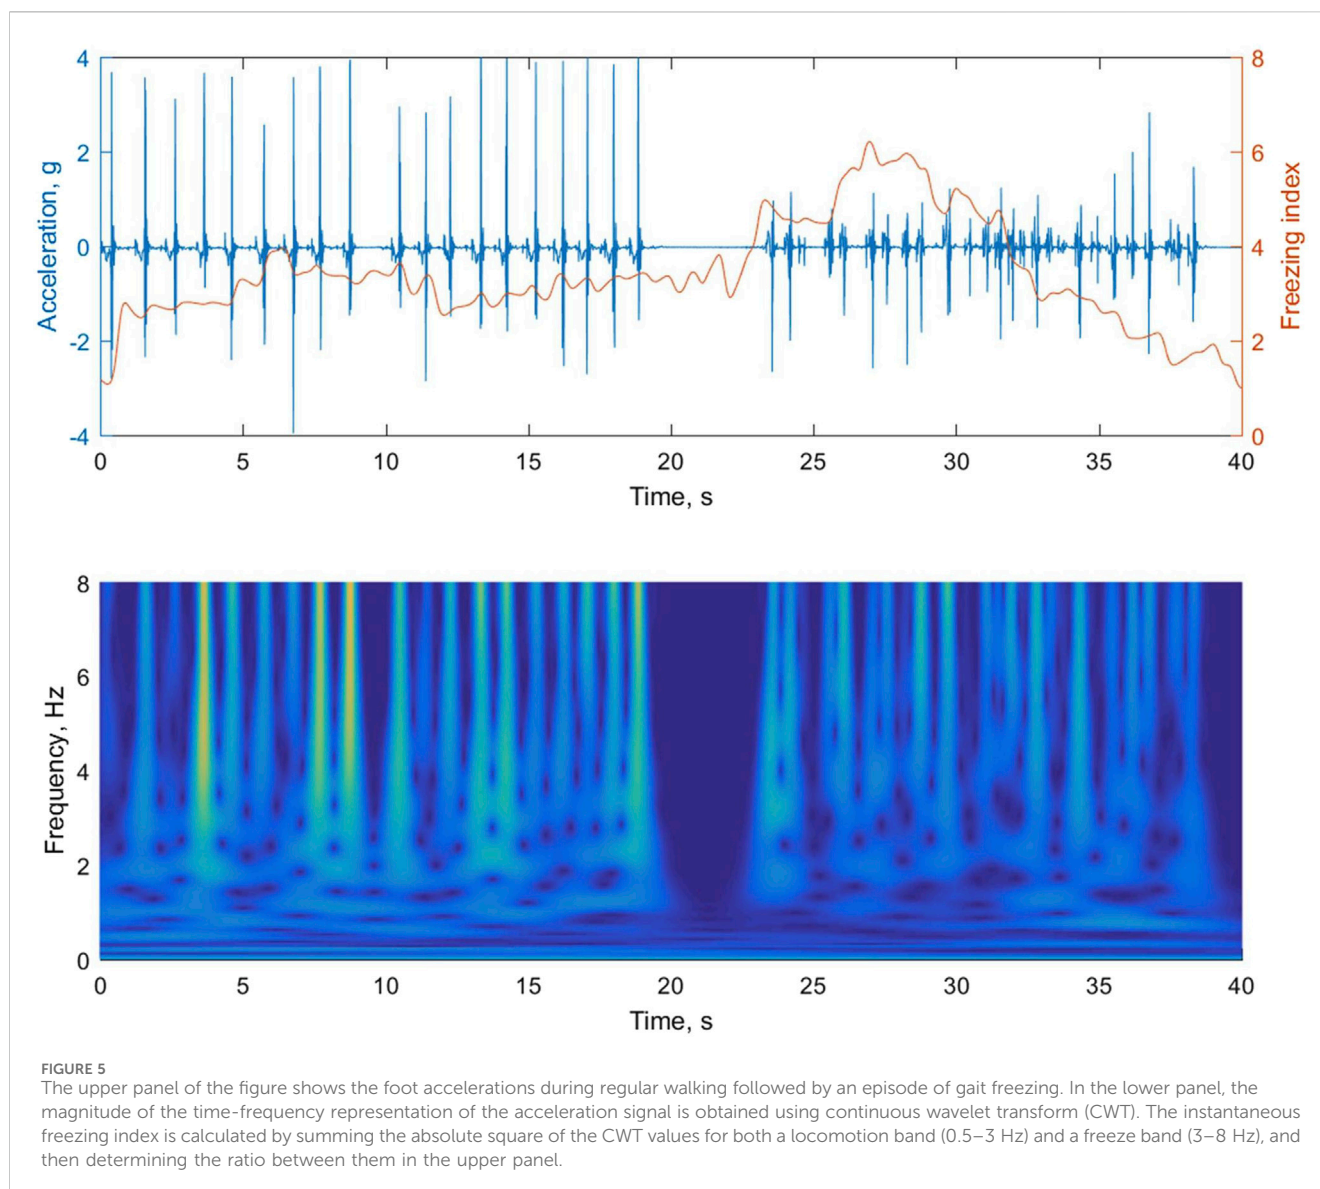 4
2
0
-2
-4
Acceleration, g
8
6
4
2
0
Freezing index
0 5 10 15 20 25 30 35 40
Time, s
8
6
4
2
0
Frequency, Hz
0 5 10 15 20 25 30 35 40
Time, s
FIGURE 5
The upper panel of the figure shows the foot accelerations during regular walking followed by an episode of gait freezing. In the lower panel, the
magnitude of the time-frequency representation of the acceleration signal is obtained using continuous wavelet transform (CWT). The instantaneous
freezing index is calculated by summing the absolute square of the CWT values for both a locomotion band (0.5–3 Hz) and a freeze band (3–8 Hz), and
then determining the ratio between them in the upper panel.